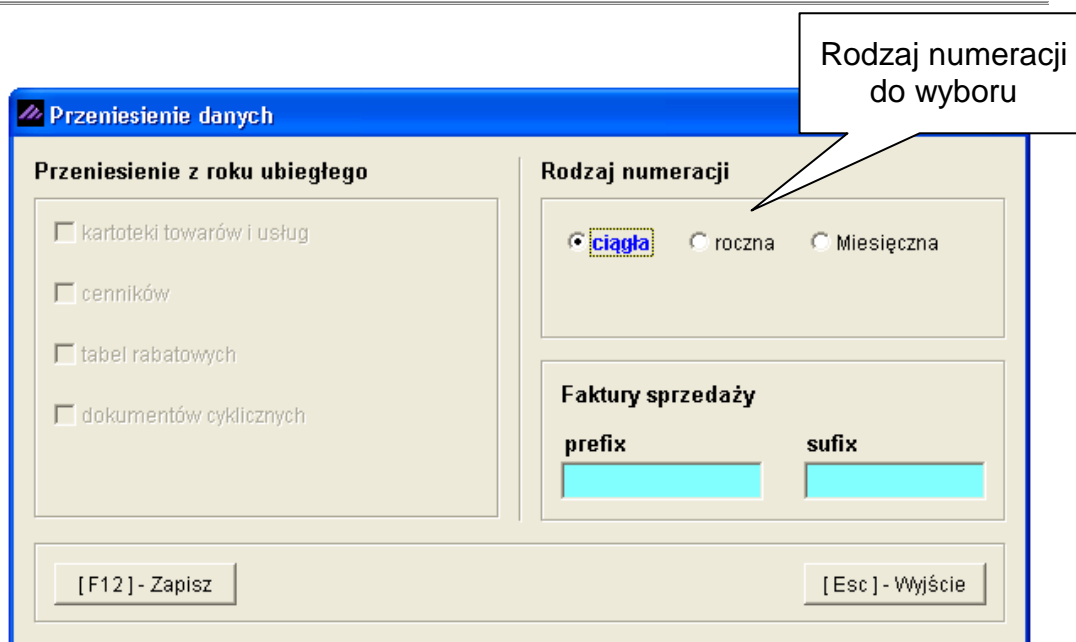 Rodzaj numeracji
do wyboru
Przeniesienie danych
Przeniesienie z roku ubiegłego
kartoteki towarów i usług
cenników
tabel rabatowych
dokumentów cyklicznych
Rodzaj numeracji
ciągła roczna Miesięczna
Faktury sprzedaży
prefix sufix
[ F12 ] - Zapisz [ Esc ] - Wyjście